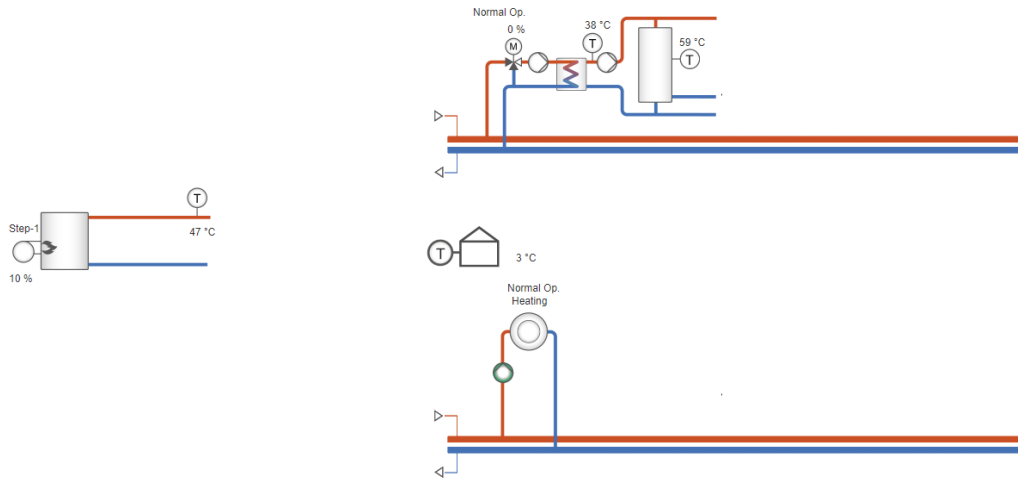 Normal Op.
0 %
M
38 °C
T
59 °C
T
T
47 °C
Step-1
10 %
T
3 °C
Normal Op.
Heating